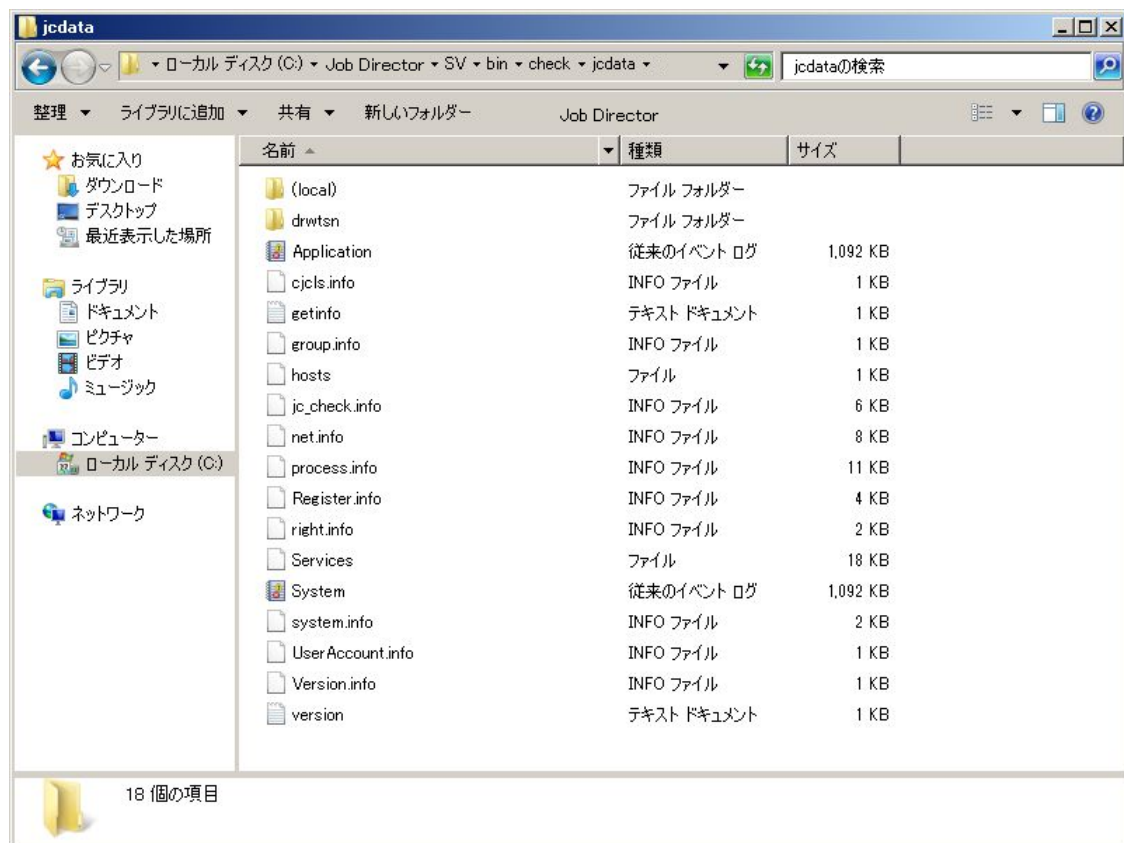 jcdata
ローカル ディスク (C:) Job Director SV bin check jcdata jcdataの検索
整理 ライブラリに追加 共有 新しいフォルダー Job Director
お気に入り
ダウンロード
デスクトップ
最近表示した場所
ライブラリ
ドキュメント
ピクチャ
ビデオ
ミュージック
コンピューター
ローカル ディスク (C:)
ネットワーク
名前 種類 サイズ
(local) ファイル フォルダー
drwtsn ファイル フォルダー
Application 従来のイベント ログ 1,092 KB
cjcls.info INFO ファイル 1 KB
getinfo テキスト ドキュメント 1 KB
group.info INFO ファイル 1 KB
hosts ファイル 1 KB
jc_check.info INFO ファイル 6 KB
net.info INFO ファイル 8 KB
process.info INFO ファイル 11 KB
Register.info INFO ファイル 4 KB
right.info INFO ファイル 2 KB
Services ファイル 18 KB
System 従来のイベント ログ 1,092 KB
system.info INFO ファイル 2 KB
UserAccount.info INFO ファイル 1 KB
Version.info INFO ファイル 1 KB
version テキスト ドキュメント 1 KB
18 個の項目